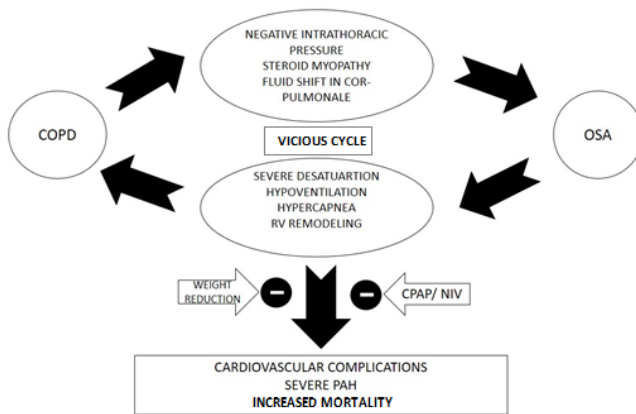 NEGATIVE INTRATHORACIC
PRESSURE
STEROID MYOPATHY
FLUID SHIFT IN COR-
PULMONALE
COPD
VICIOUS CYCLE
OSA
SEVERE DESATUARTION
HYPOVENTILATION
HYPERCAPNEA
RV REMODELING
WEIGHT
REDUCTION
CPAP/ NIV
CARDIOVASCULAR COMPLICATIONS
SEVERE PAH
INCREASED MORTALITY